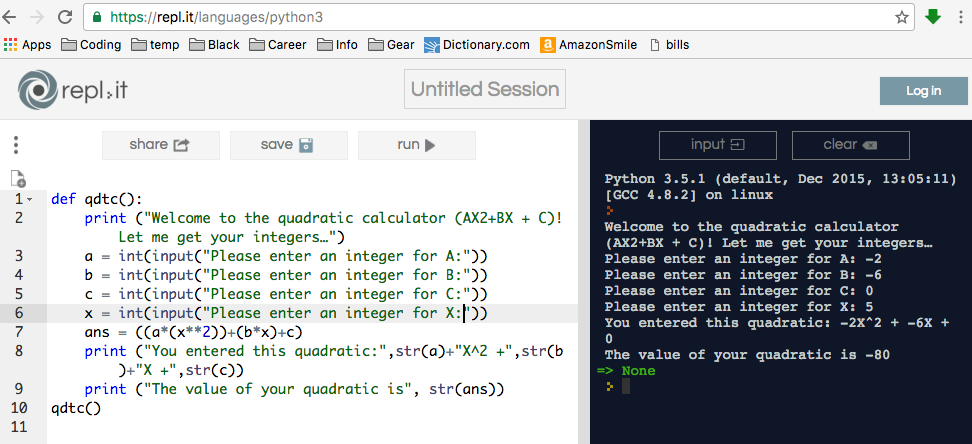 https://repl.it/languages/python3
Apps Coding temp Black Career Info Gear Dictionary.com AmazonSmile bills
repl.it Untitled Session Log in
share save run
input clear
1 def qdtc():
2 print ("Welcome to the quadratic calculator (AX2+BX + C)!
Let me get your integers…")
3 a = int(input("Please enter an integer for A:"))
4 b = int(input("Please enter an integer for B:"))
5 c = int(input("Please enter an integer for C:"))
6 x = int(input("Please enter an integer for X:"))
7 ans = ((a*(x**2))+(b*x)+c)
8 print ("You entered this quadratic:",str(a)+"X^2 +",str(b
)+"X +",str(c))
9 print ("The value of your quadratic is", str(ans))
10 qdtc()
11
Python 3.5.1 (default, Dec 2015, 13:05:11)
[GCC 4.8.2] on linux
Welcome to the quadratic calculator
(AX2+BX + C)! Let me get your integers…
Please enter an integer for A: -2
Please enter an integer for B: -6
Please enter an integer for C: 0
Please enter an integer for X: 5
You entered this quadratic: -2X^2 + -6X +
0
The value of your quadratic is -80
=> None